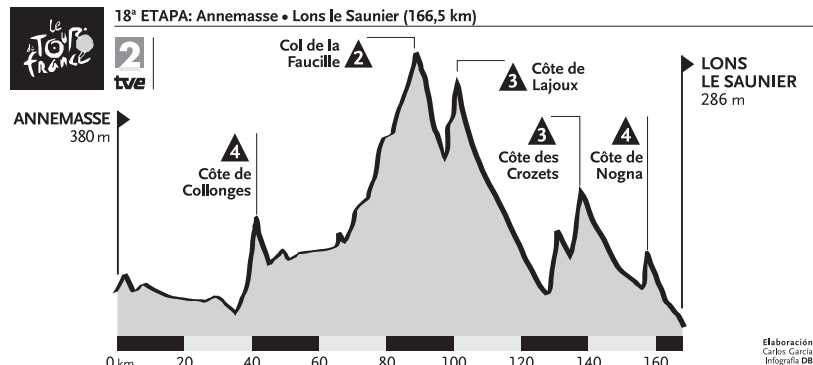 18ª ETAPA: Annemasse • Lons le Saunier (166,5 km)
le
TOUR
de
france
2
tve
ANNEMASSE
380 m
4
Côte de
Collonges
Col de la
Faucille
2
3
Côte de
Lajoux
3
Côte des
Crozets
4
Côte de
Nogna
LONS
LE SAUNIER
286 m
0 km
20
40
60
80
100
120
140
160
Elaboración
Carlos García
Infografía DB